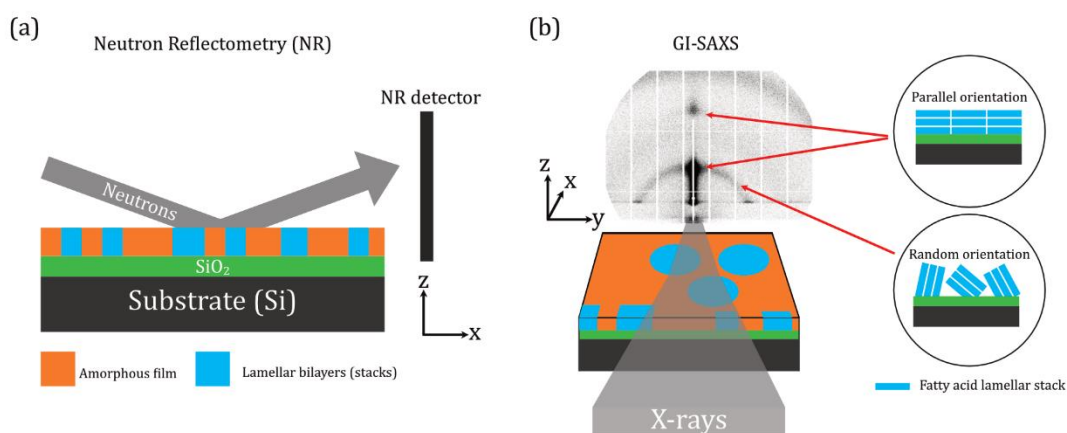 (a)
Neutron Reflectometry (NR)
NR detector
Neutrons
SiO2
Substrate (Si)
z
x
Amorphous film
Lamellar bilayers (stacks)
(b)
GI-SAXS
Parallel orientation
z
x
y
Random orientation
Fatty acid lamellar stack
X-rays